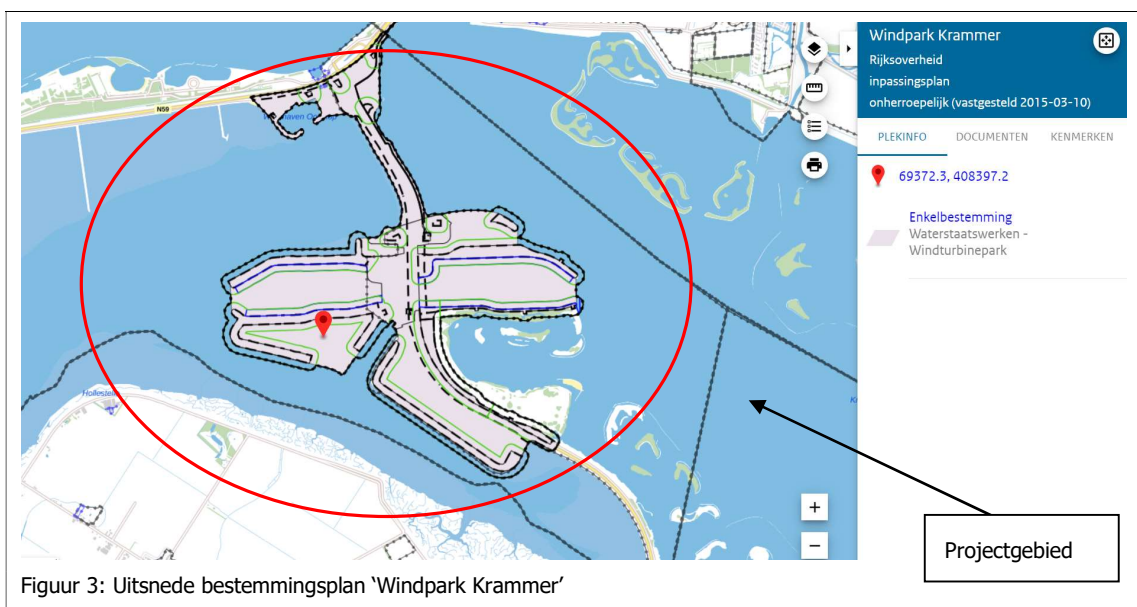 N59
Hollestelle
Windpark Krammer
Rijksoverheid
inpassingsplan
onherroepelijk (vastgesteld 2015-03-10)
PLEKINFO DOCUMENTEN KENMERKEN
69372.3, 408397.2
Enkelbestemming
Waterstaatswerken -
Windturbinepark
+
−
Projectgebied
Figuur 3: Uitsnede bestemmingsplan ‘Windpark Krammer’